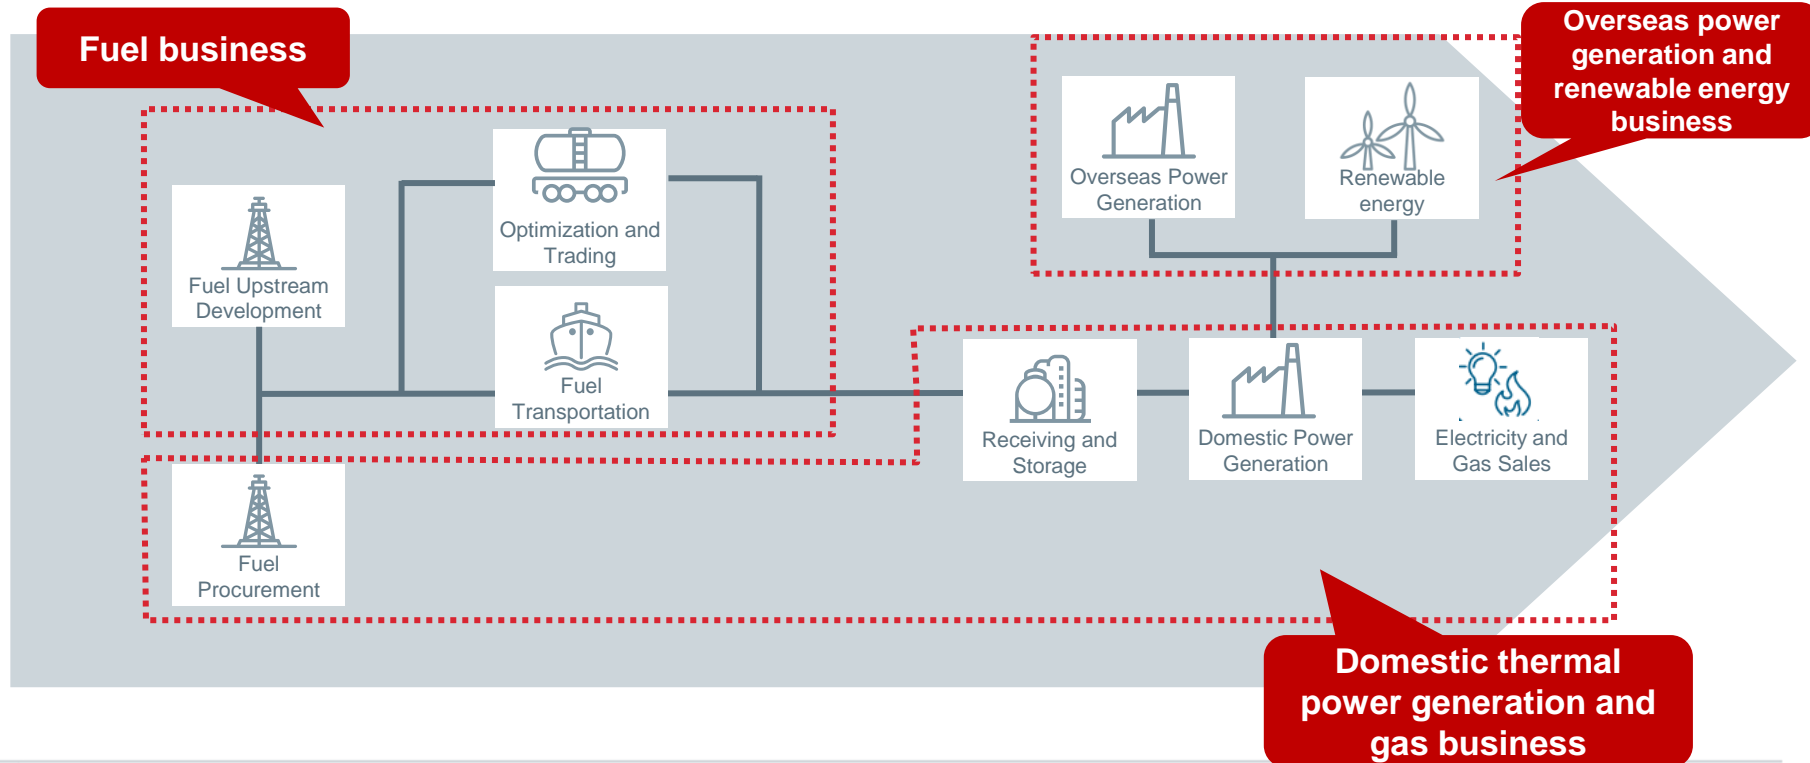 Fuel business
Overseas power
generation and
renewable energy
business
Optimization and
Trading
Fuel Upstream
Development
Fuel
Transportation
Fuel
Procurement
Overseas Power
Generation
Renewable
energy
Receiving and
Storage
Domestic Power
Generation
Electricity and
Gas Sales
Domestic thermal
power generation and
gas business